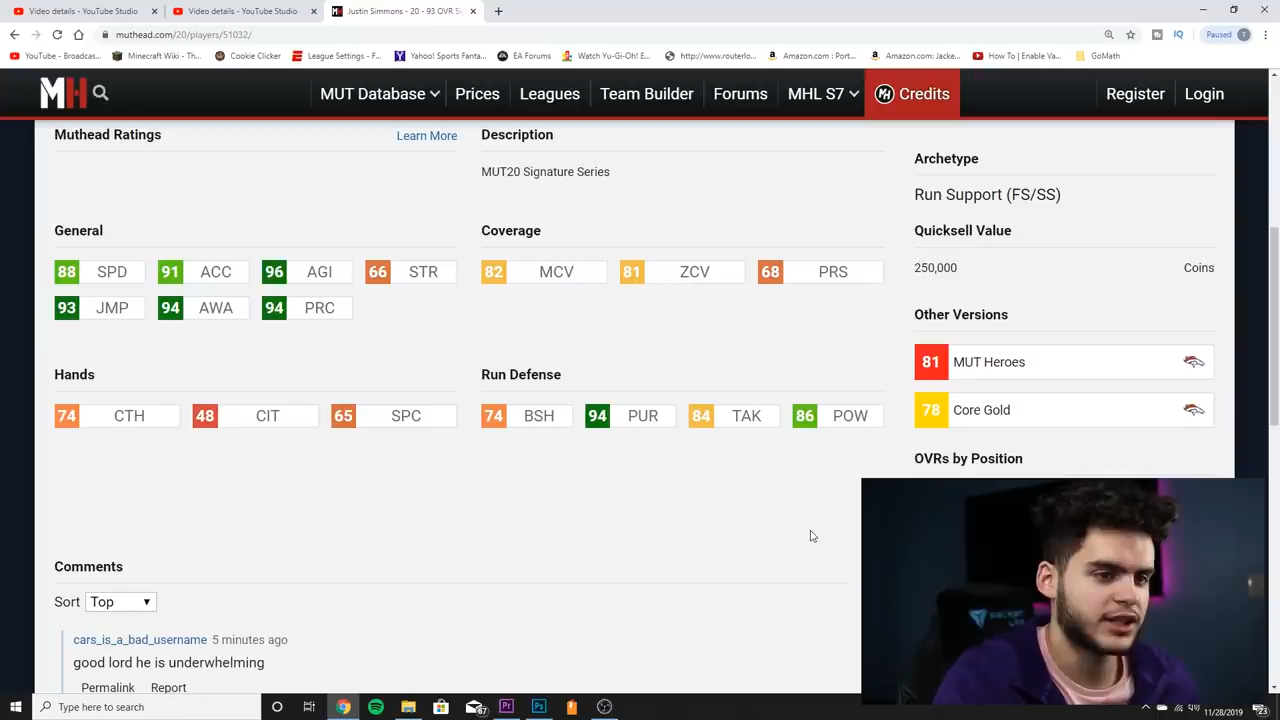 Video details - YouTube Studio
Video details - YouTube Studio
Justin Simmons - 20 - 93 OVR Si
muthead.com/20/players/51032/
Paused
T
YouTube - Broadcas...
Minecraft Wiki - Th...
Cookie Clicker
League Settings - F...
Yahoo! Sports Fanta...
EA Forums
Watch Yu-Gi-Oh! E...
http://www.routerlo...
Amazon.com : Port...
Amazon.com: Jacke...
How To | Enable Va...
GoMath
MH
MUT Database
Prices
Leagues
Team Builder
Forums
MHL S7
MH Credits
Register
Login
Muthead Ratings
Learn More
Description
MUT20 Signature Series
Archetype
Run Support (FS/SS)
General
Coverage
Quicksell Value
88 SPD
91 ACC
96 AGI
66 STR
82 MCV
81 ZCV
68 PRS
250,000
Coins
93 JMP
94 AWA
94 PRC
Other Versions
81 MUT Heroes
Hands
Run Defense
78 Core Gold
74 CTH
48 CIT
65 SPC
74 BSH
94 PUR
84 TAK
86 POW
OVRs by Position
Comments
Sort
Top
cars_is_a_bad_username 5 minutes ago
good lord he is underwhelming
Permalink
Report
Type here to search
67
Pr
Ps
11/28/2019
23